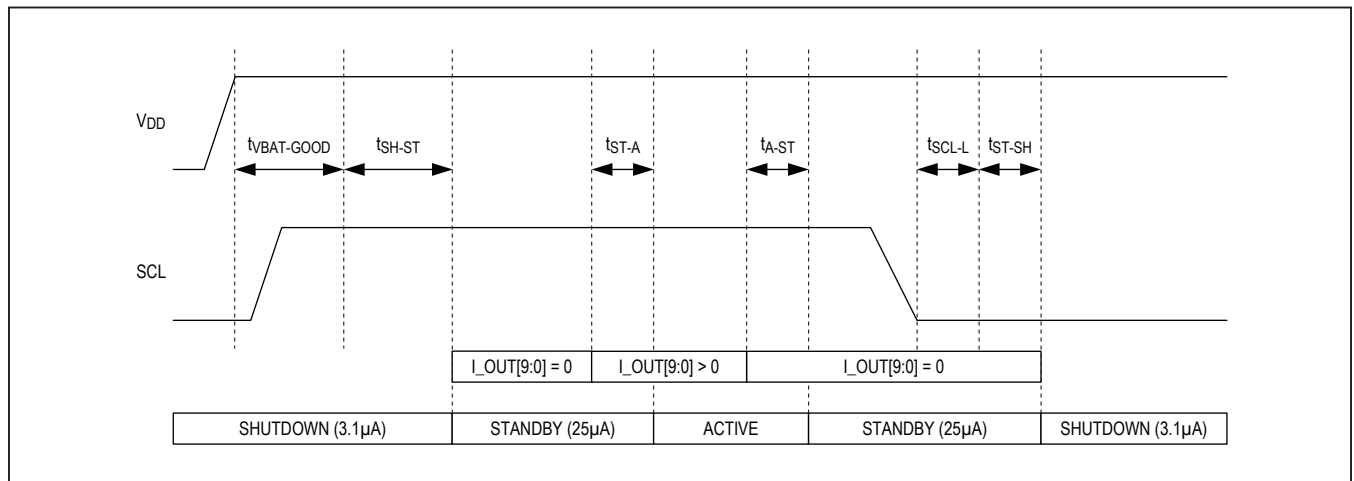 VDD
tVBAT-GOOD tSH-ST tST-A tA-ST tSCL-L tST-SH
SCL
I_OUT[9:0] = 0 I_OUT[9:0] > 0 I_OUT[9:0] = 0
SHUTDOWN (3.1µA) STANDBY (25µA) ACTIVE STANDBY (25µA) SHUTDOWN (3.1µA)